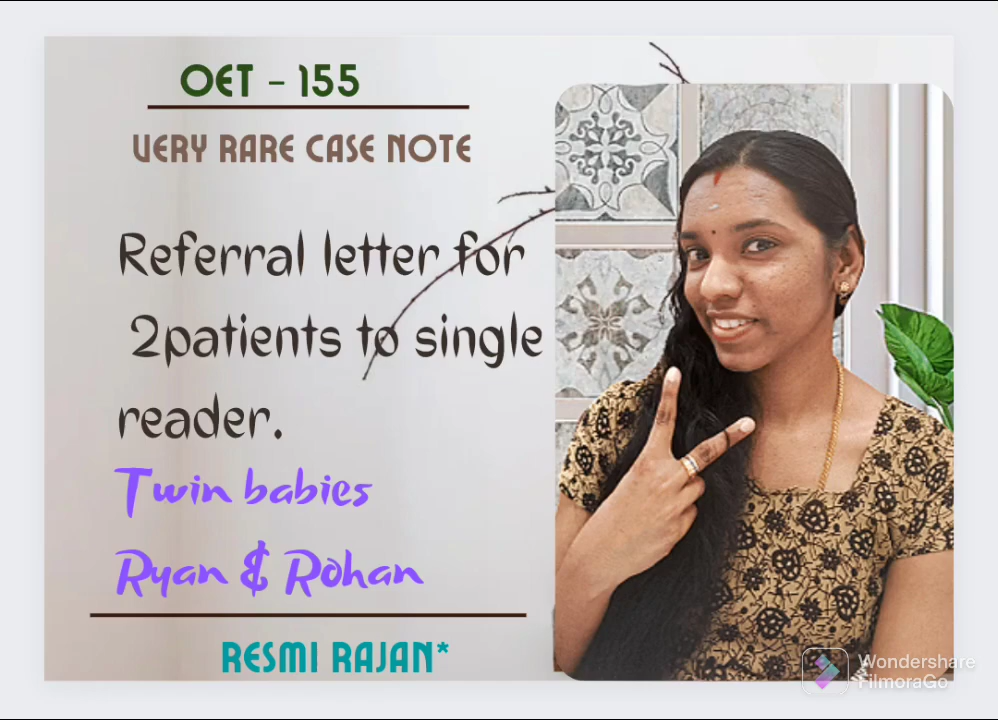 OET - 155
VERY RARE CASE NOTE
Referral letter for
2patients to single
reader.
Twin babies
Ryan & Rohan
RESMI RAJAN*
Wondershare
FilmoraGo